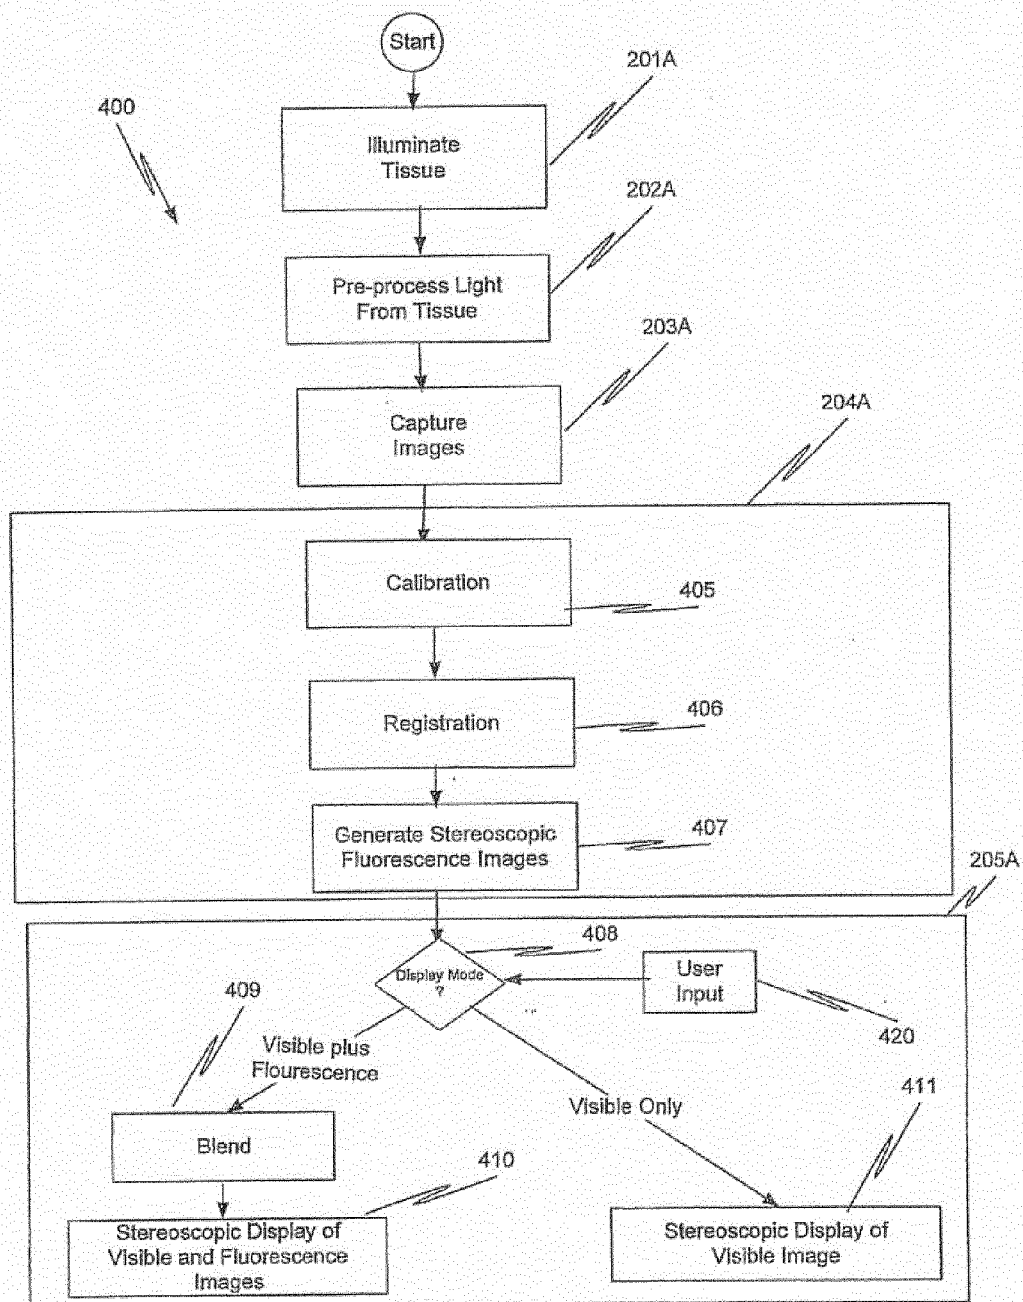 Start
201A
400
Illuminate
Tissue
202A
Pre-process Light
From Tissue
203A
Capture
Images
204A
Calibration
405
Registration
406
Generate Stereoscopic
Fluorescence Images
407
205A
408
Display Mode
?
User
Input
420
409
Visible plus
Flourescence
Visible Only
411
Blend
410
Stereoscopic Display of
Visible and Fluorescence
Images
Stereoscopic Display of
Visible Image